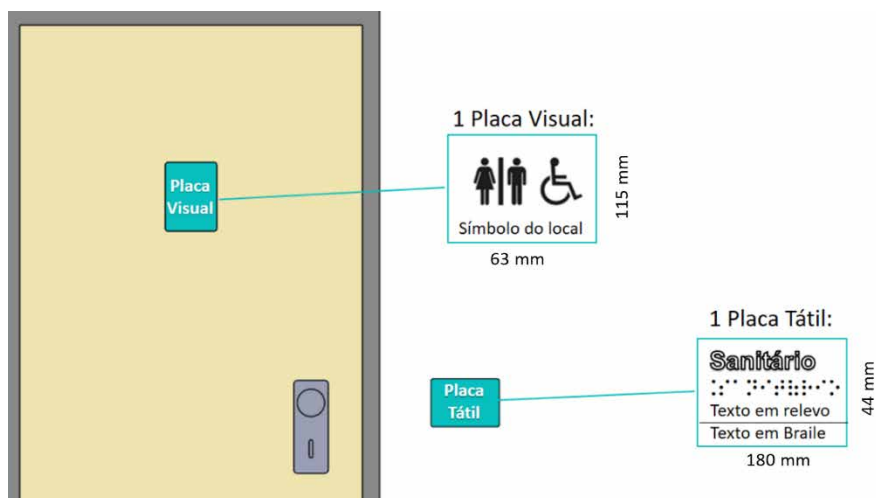 1 Placa Visual:
Placa
Visual
Símbolo do local
115 mm
63 mm
1 Placa Tátil:
Placa
Tátil
Sanitário
Texto em relevo
Texto em Braile
44 mm
180 mm